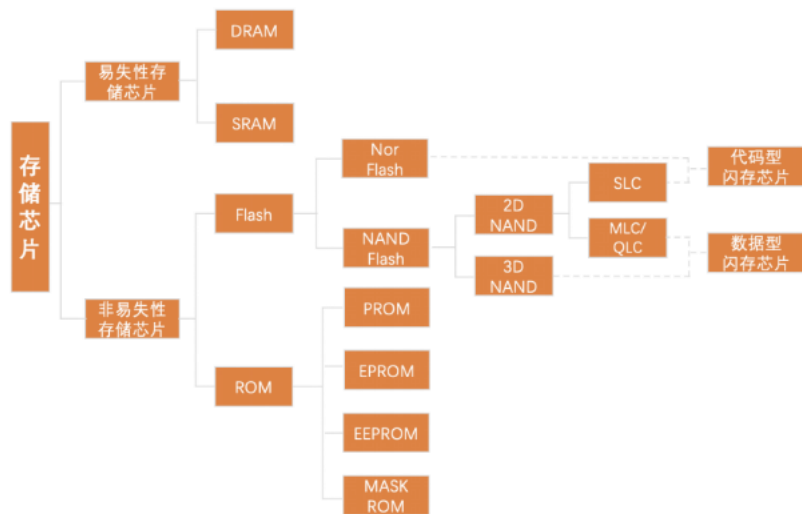 存
储
芯
片
易失性存
储芯片
非易失性
存储芯片
DRAM
SRAM
Flash
ROM
Nor
Flash
NAND
Flash
PROM
EPROM
EEPROM
MASK
ROM
2D
NAND
3D
NAND
SLC
MLC/
QLC
代码型
闪存芯片
数据型
闪存芯片